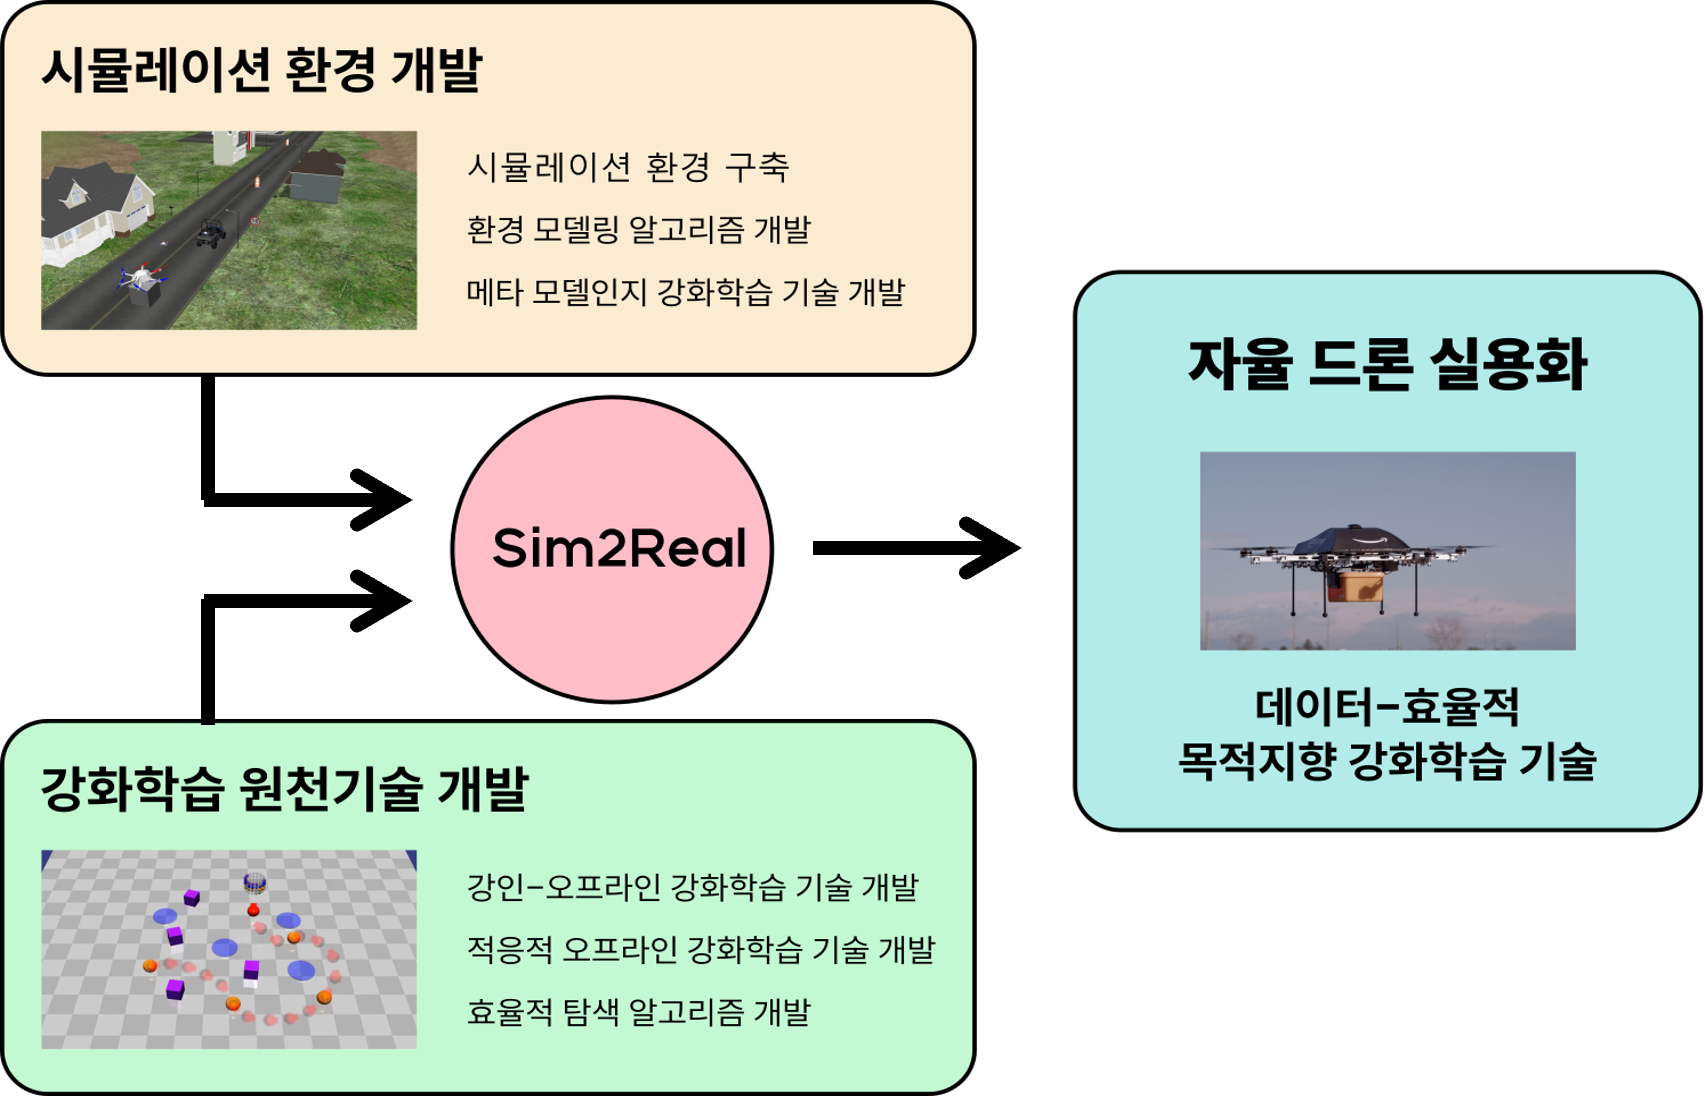 시뮬레이션 환경 개발
시뮬레이션 환경 구축
환경 모델링 알고리즘 개발
메타 모델인지 강화학습 기술 개발
Sim2Real
강화학습 원천기술 개발
강인-오프라인 강화학습 기술 개발
적응적 오프라인 강화학습 기술 개발
효율적 탐색 알고리즘 개발
자율 드론 실용화
데이터-효율적
목적지향 강화학습 기술